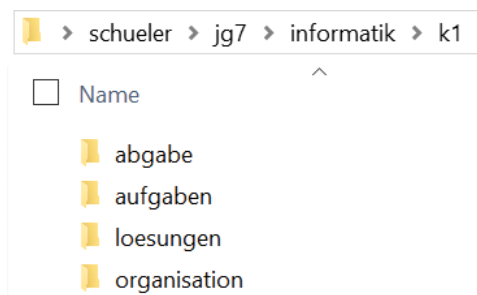 schueler > jg7 > informatik > k1
Name
abgabe
aufgaben
loesungen
organisation